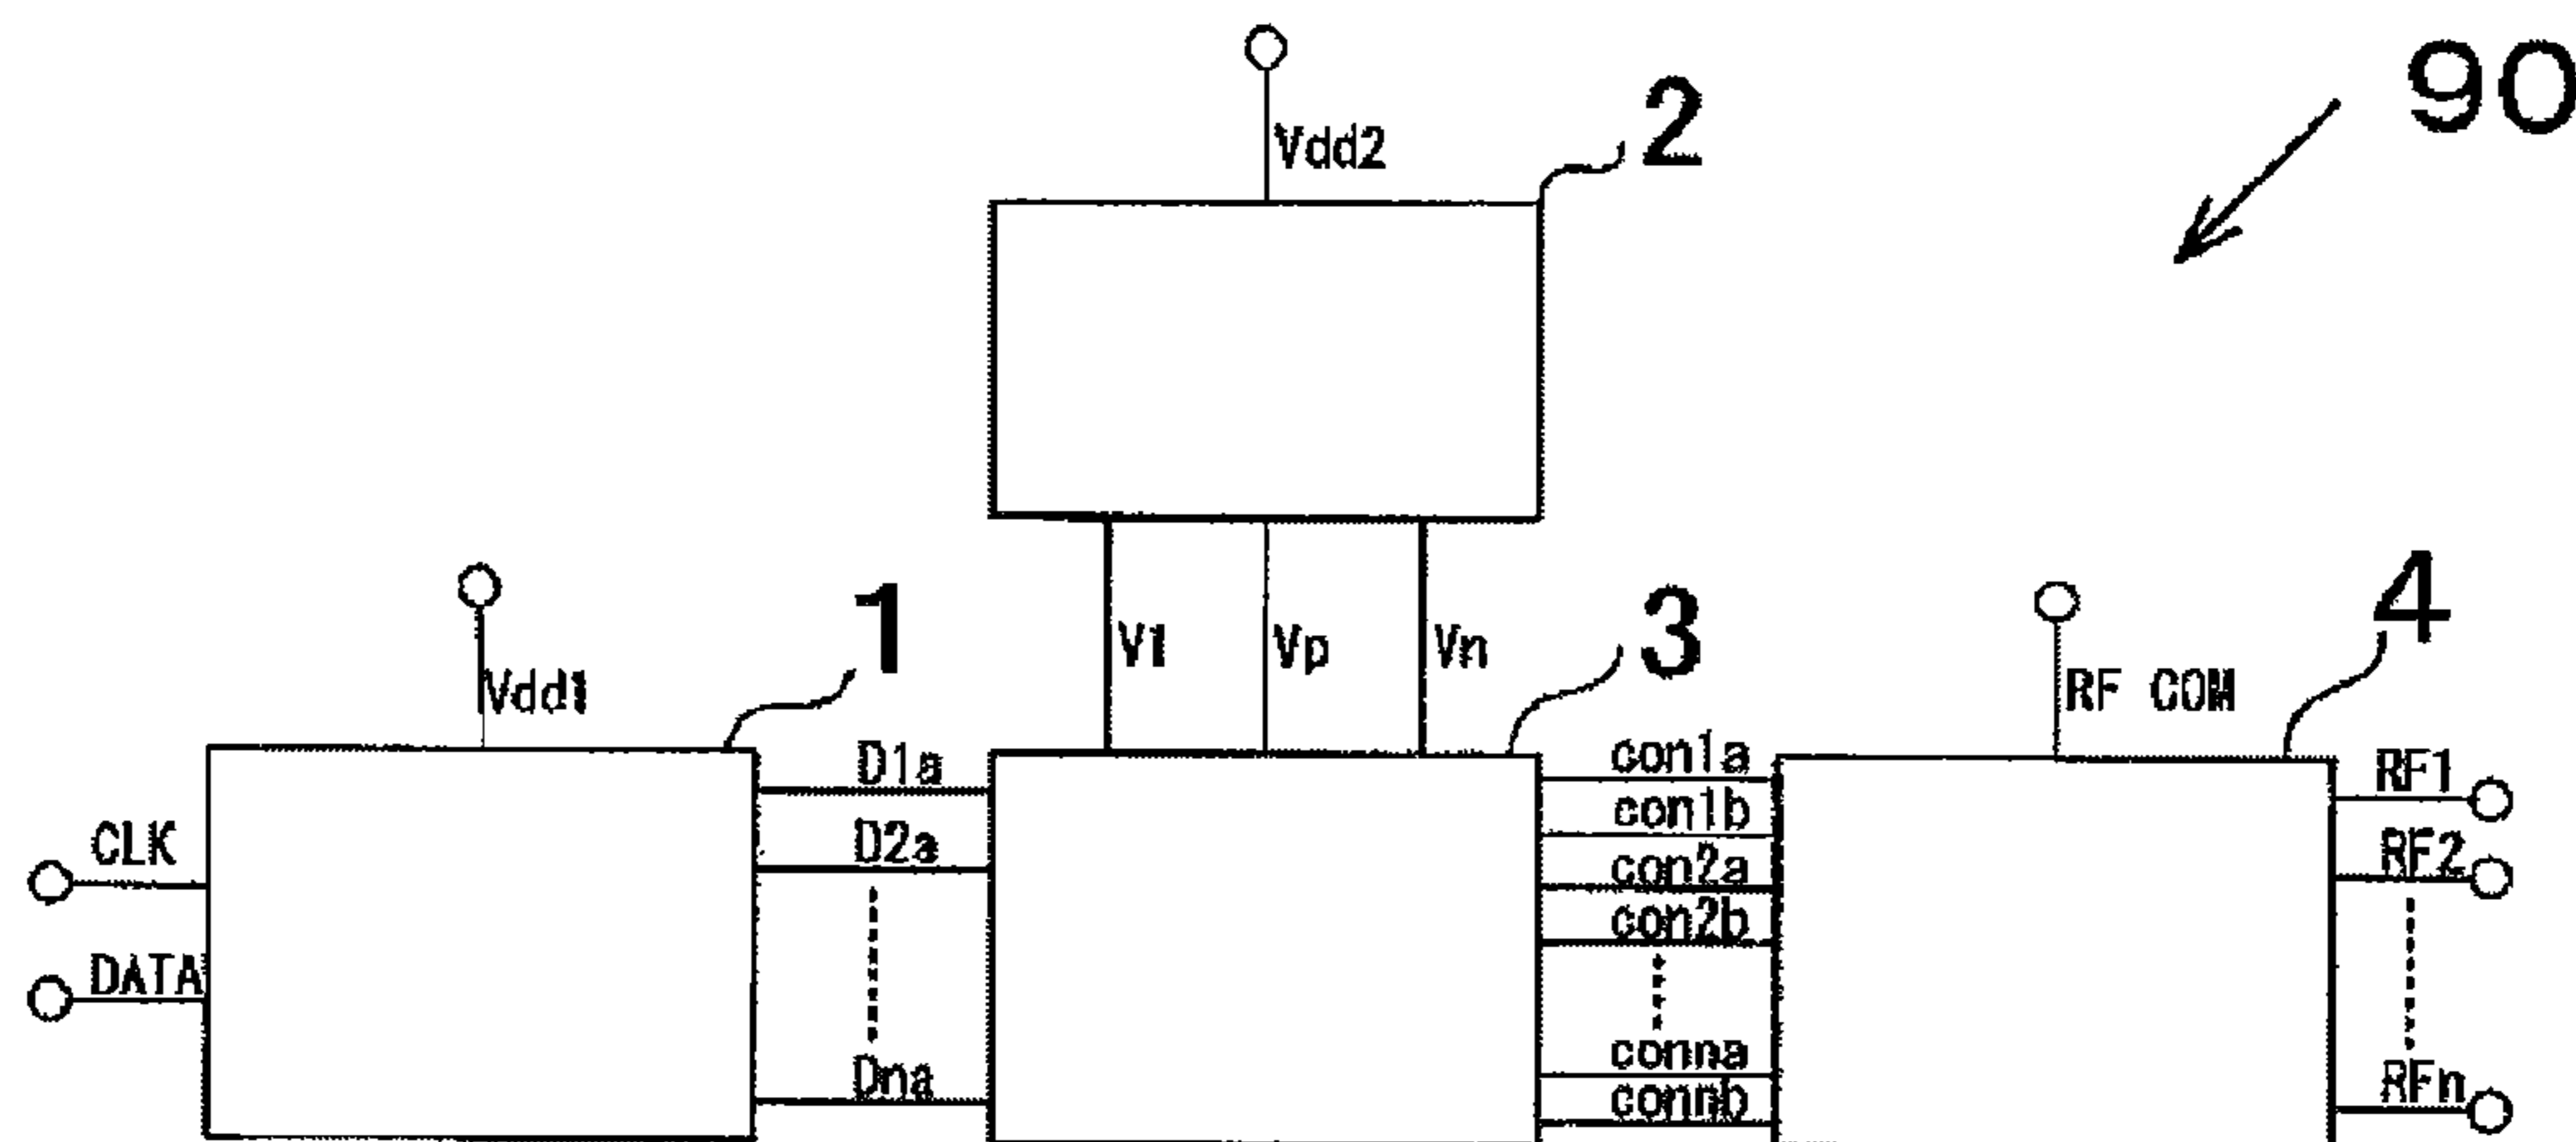 90
Vdd2
2
Vdd1
1
V1
Vp
Vn
3
RF COM
4
CLK
DATA
D1a
D2a
Dna
con1a
con1b
con2a
con2b
conna
connb
RF1
RF2
RFn